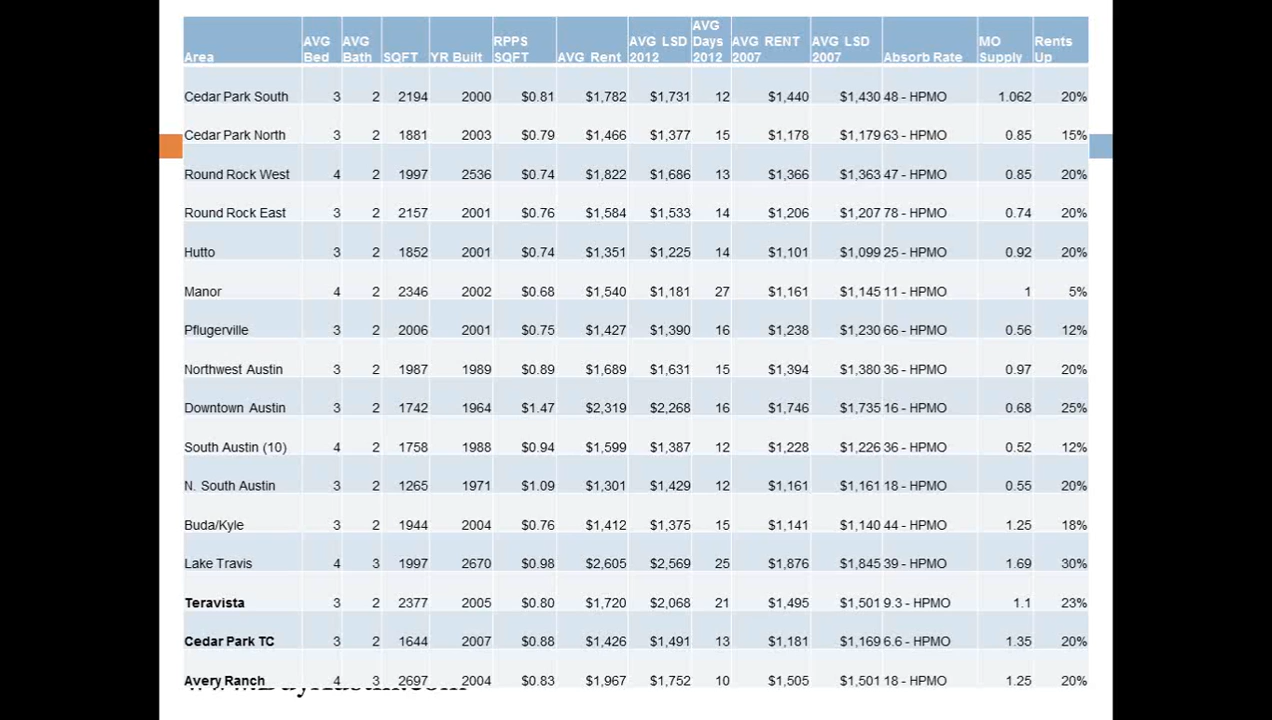 Area AVG Bed AVG Bath SQFT YR Built RPPS SQFT AVG Rent AVG LSD 2012 AVG Days 2012 AVG RENT 2007 AVG LSD 2007 Absorb Rate MO Supply Rents Up
Cedar Park South 3 2 2194 2000 $0.81 $1,782 $1,731 12 $1,440 $1,430 48 - HPMO 1.062 20%
Cedar Park North 3 2 1881 2003 $0.79 $1,466 $1,377 15 $1,178 $1,179 63 - HPMO 0.85 15%
Round Rock West 4 2 1997 2536 $0.74 $1,822 $1,686 13 $1,366 $1,363 47 - HPMO 0.85 20%
Round Rock East 3 2 2157 2001 $0.76 $1,584 $1,533 14 $1,206 $1,207 78 - HPMO 0.74 20%
Hutto 3 2 1852 2001 $0.74 $1,351 $1,225 14 $1,101 $1,099 25 - HPMO 0.92 20%
Manor 4 2 2346 2002 $0.68 $1,540 $1,181 27 $1,161 $1,145 11 - HPMO 1 5%
Pflugerville 3 2 2006 2001 $0.75 $1,427 $1,390 16 $1,238 $1,230 66 - HPMO 0.56 12%
Northwest Austin 3 2 1987 1989 $0.89 $1,689 $1,631 15 $1,394 $1,380 36 - HPMO 0.97 20%
Downtown Austin 3 2 1742 1964 $1.47 $2,319 $2,268 16 $1,746 $1,735 16 - HPMO 0.68 25%
South Austin (10) 4 2 1758 1988 $0.94 $1,599 $1,387 12 $1,228 $1,226 36 - HPMO 0.52 12%
N. South Austin 3 2 1265 1971 $1.09 $1,301 $1,429 12 $1,161 $1,161 18 - HPMO 0.55 20%
Buda/Kyle 3 2 1944 2004 $0.76 $1,412 $1,375 15 $1,141 $1,140 44 - HPMO 1.25 18%
Lake Travis 4 3 1997 2670 $0.98 $2,605 $2,569 25 $1,876 $1,845 39 - HPMO 1.69 30%
Teravista 3 2 2377 2005 $0.80 $1,720 $2,068 21 $1,495 $1,501 9.3 - HPMO 1.1 23%
Cedar Park TC 3 2 1644 2007 $0.88 $1,426 $1,491 13 $1,181 $1,169 6.6 - HPMO 1.35 20%
Avery Ranch 4 3 2697 2004 $0.83 $1,967 $1,752 10 $1,505 $1,501 18 - HPMO 1.25 20%